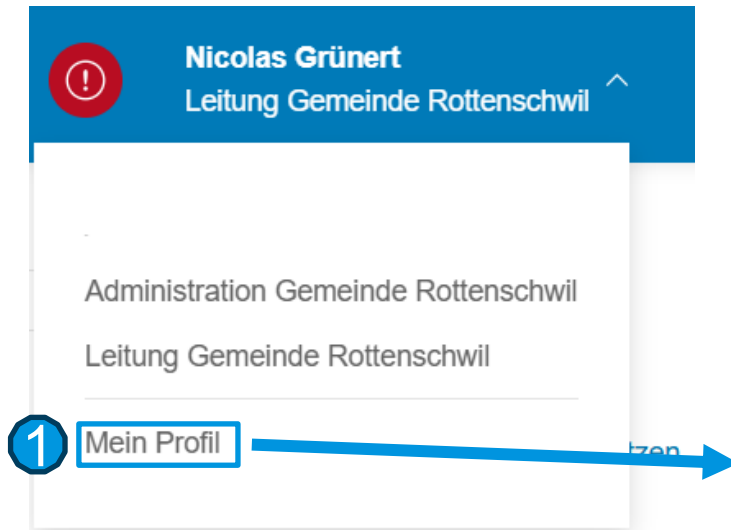 Nicolas Grünert
Leitung Gemeinde Rottenschwil
Administration Gemeinde Rottenschwil
Leitung Gemeinde Rottenschwil
1 Mein Profil